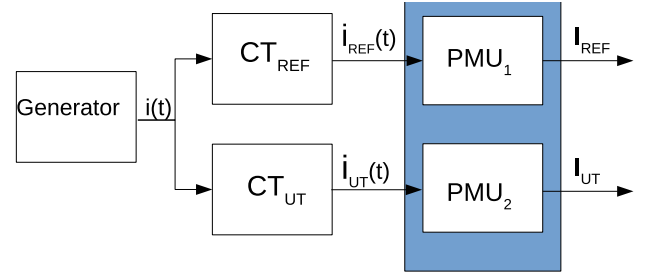 Generator
i(t)
CT_REF
i_REF(t)
PMU_1
I_REF
CT_UT
i_UT(t)
PMU_2
I_UT